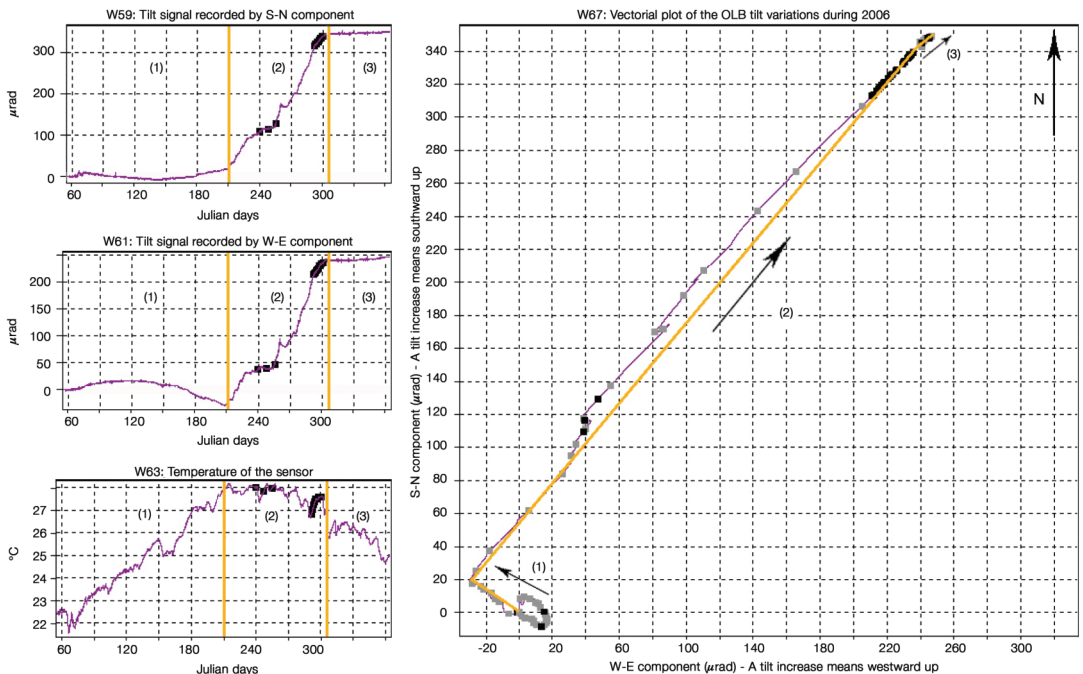 W59: Tilt signal recorded by S-N component
300
200
100
0
μrad
(1)
(2)
(3)
60 120 180 240 300
Julian days
W61: Tilt signal recorded by W-E component
200
150
100
50
0
μrad
(1)
(2)
(3)
60 120 180 240 300
Julian days
W63: Temperature of the sensor
27
26
25
24
23
22
°C
(1)
(2)
(3)
60 120 180 240 300
Julian days
W67: Vectorial plot of the OLB tilt variations during 2006
340
320
300
280
260
240
220
200
180
160
140
120
100
80
60
40
20
0
S-N component (μrad) A tilt increase means southward up
(3)
N
(2)
(1)
-20 20 60 100 140 180 220 260 300
W-E component (μrad) - A tilt increase means westward up